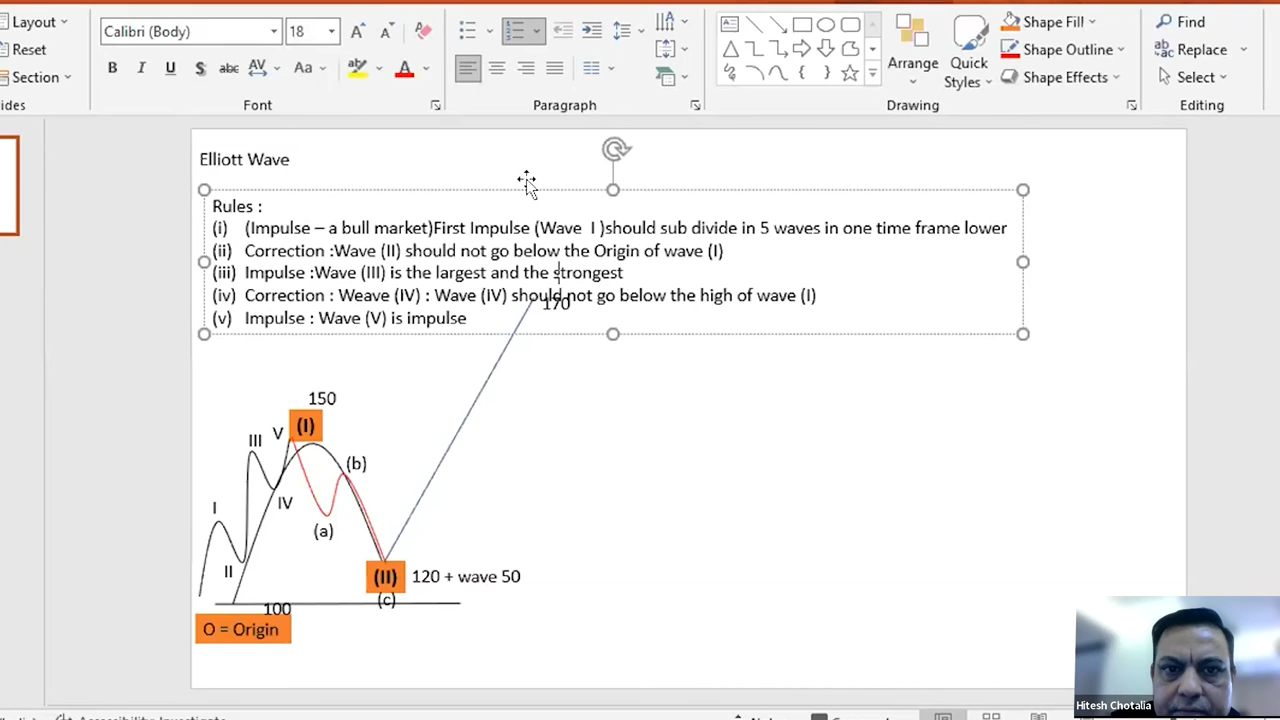 Layout
Calibri (Body)
18
Shape Fill
Find
Reset
Shape Outline
Replace
Section
B I U S abc AV Aa A
Arrange
Quick
Styles
Shape Effects
Select
ides
Font
Paragraph
Drawing
Editing
Elliott Wave
Rules :
(i) (Impulse – a bull market)First Impulse (Wave I )should sub divide in 5 waves in one time frame lower
(ii) Correction :Wave (II) should not go below the Origin of wave (I)
(iii) Impulse :Wave (III) is the largest and the strongest
(iv) Correction : Weave (IV) : Wave (IV) should not go below the high of wave (I)
170
(v) Impulse : Wave (V) is impulse
150
(I)
V
III
(b)
IV
I
(a)
II
(II)
120 + wave 50
(c)
100
O = Origin
Hitesh Chotalia